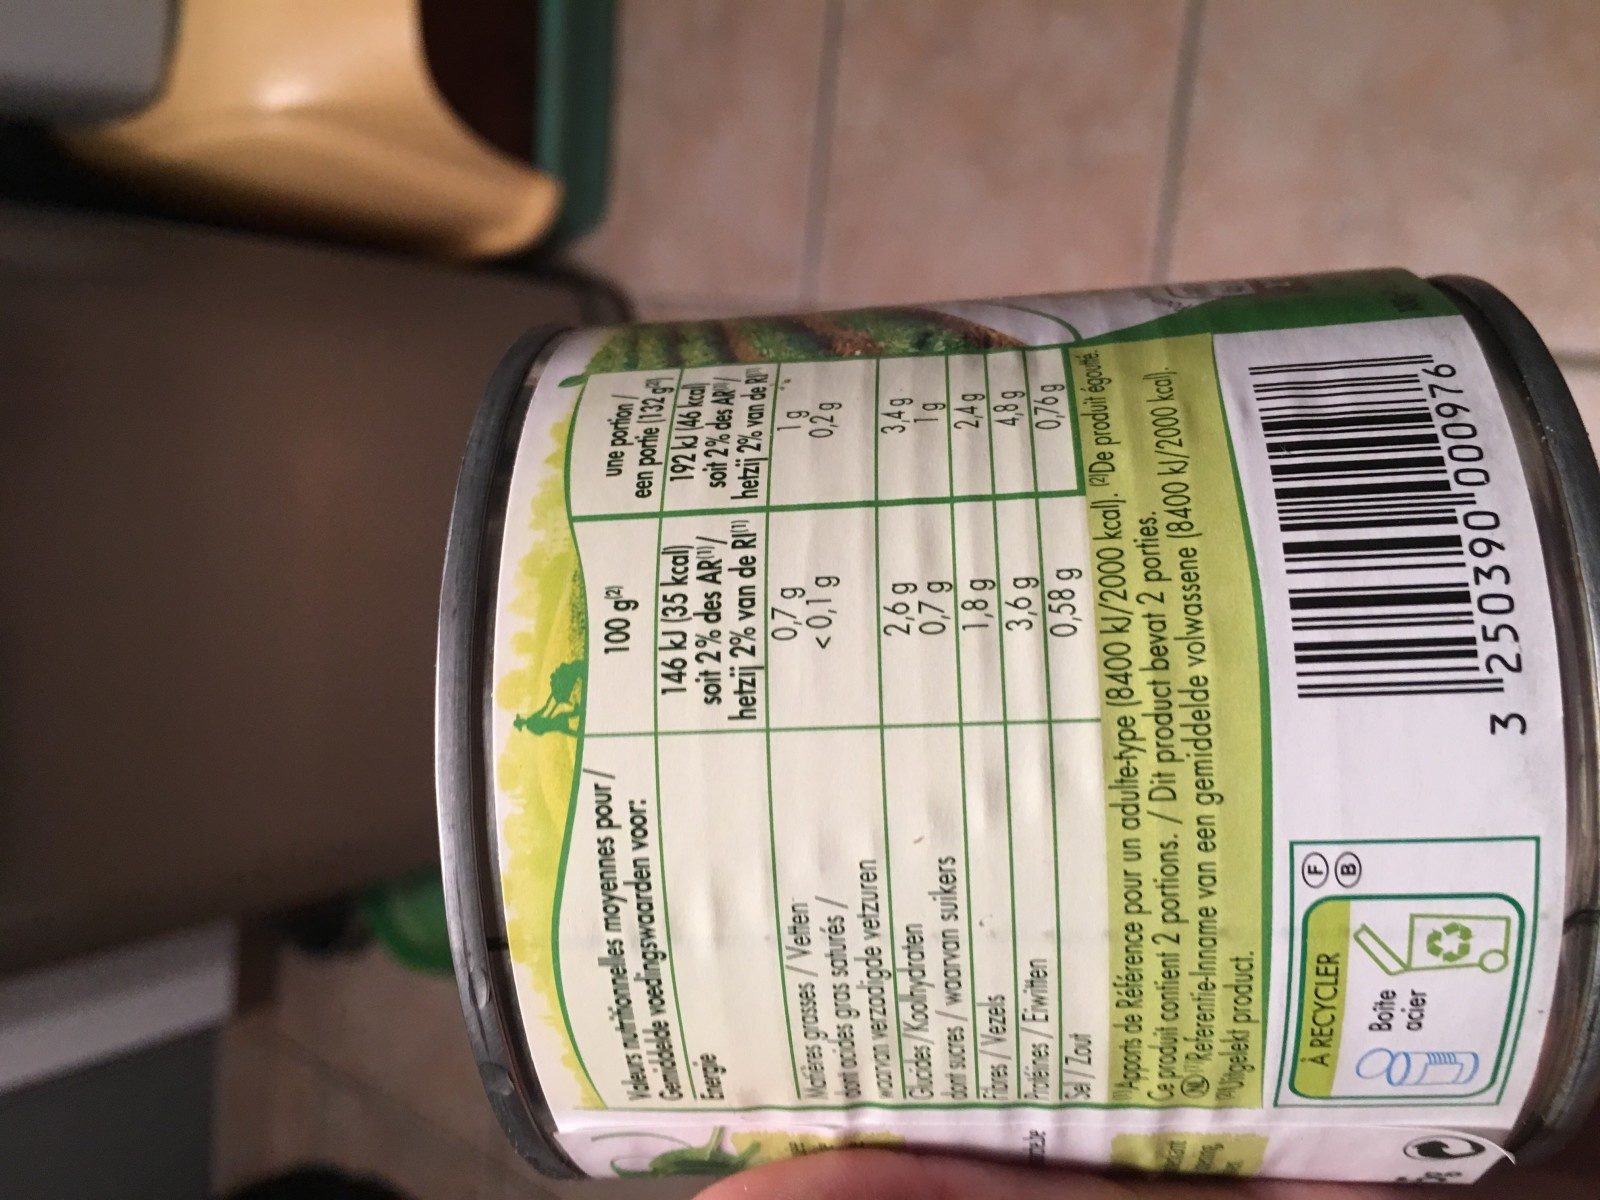 Valeurs nutritionnelles moyennes pour /
Gemiddelde voedingswaarden voor:
100 g(2)
une portion /
een portie (132 g(2))
Énergie
146 kJ (35 kcal)
soit 2% des AR(1)/
hetzij 2% van de RI(1)
192 kJ (46 kcal)
soit 2% des AR(1)/
hetzij 2% van de RI(1)
Matières grasses / Vetten
0,7 g
1 g
dont acides gras saturés /
waarvan verzadigde vetzuren
< 0,1 g
0,2 g
Glucides / Koolhydraten
2,6 g
3,4 g
dont sucres / waarvan suikers
0,7 g
1 g
Fibres / Vezels
1,8 g
2,4 g
Protéines / Eiwitten
3,6 g
4,8 g
Sel / Zout
0,58 g
0,76 g
(1)Apports de Référence pour un adulte-type (8400 kJ/2000 kcal). (2)De produit égoutté.
Ce produit contient 2 portions. / Dit product bevat 2 porties.
NL (1)Referentie-Inname van een gemiddelde volwassene (8400 kJ/2000 kcal).
(2)Uitgelekt product.
À RECYCLER
Boîte
acier
F
B
3 250390 000976